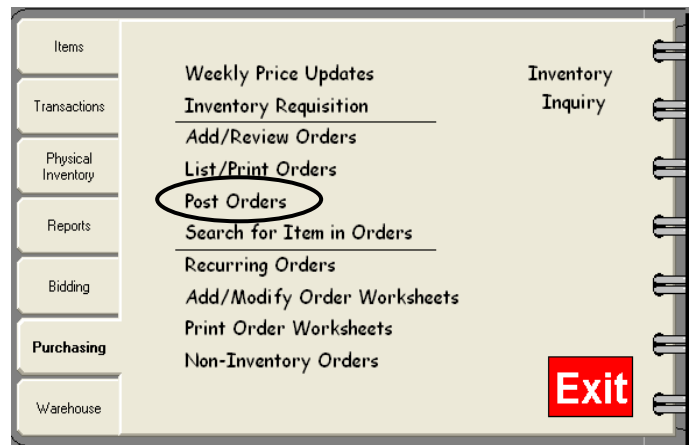 Items
Transactions
Physical
Inventory
Reports
Bidding
Purchasing
Warehouse
Weekly Price Updates
Inventory Requisition
Add/Review Orders
List/Print Orders
Post Orders
Search for Item in Orders
Recurring Orders
Add/Modify Order Worksheets
Print Order Worksheets
Non-Inventory Orders
Inventory
Inquiry
Exit